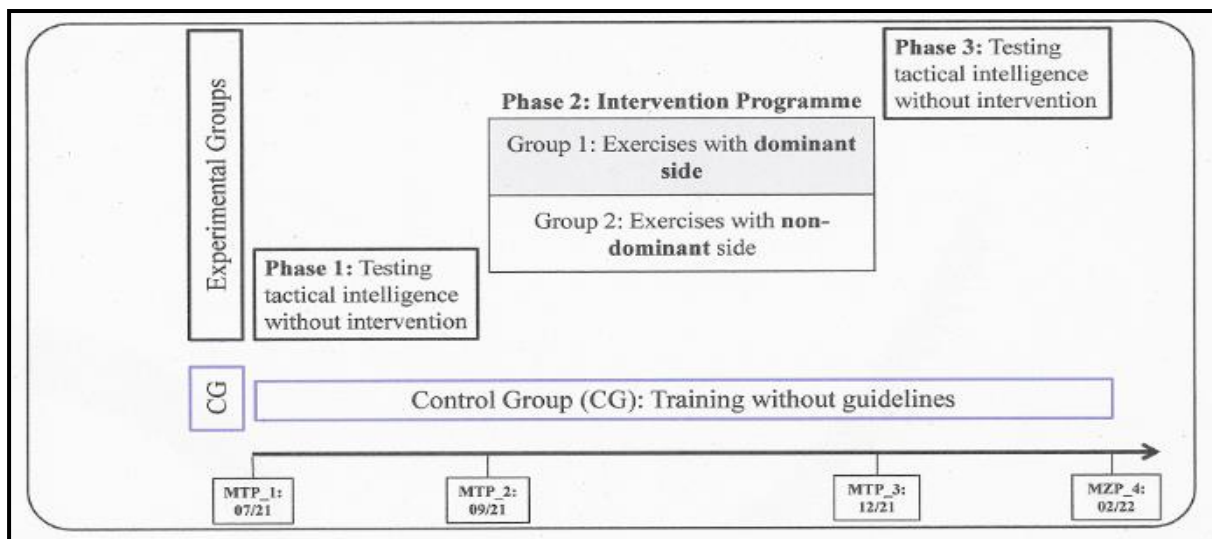 Experimental Groups
Phase 1: Testing
tactical intelligence
without intervention
Phase 2: Intervention Programme
Group 1: Exercises with dominant
side
Group 2: Exercises with non-
dominant side
Phase 3: Testing
tactical intelligence
without intervention
CG
Control Group (CG): Training without guidelines
MTP_1:
07/21
MTP_2:
09/21
MTP_3:
12/21
MZP_4:
02/22